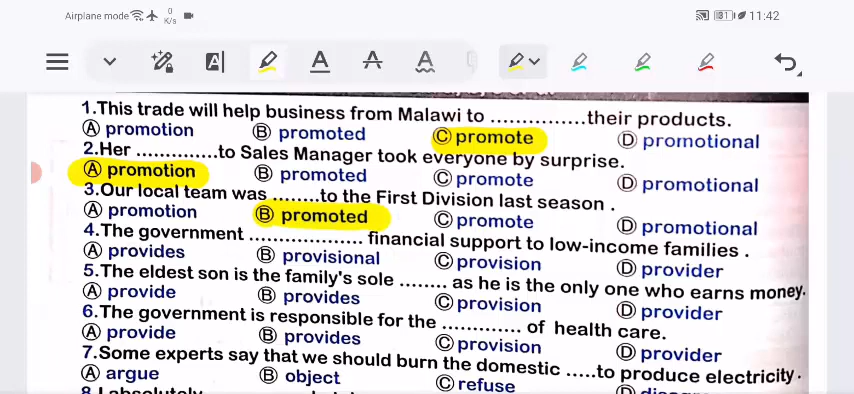 Airplane mode 0 K/s 31 11:42
A A A A
1.This trade will help business from Malawi to ...............their products.
Ⓐ promotion Ⓑ promoted Ⓒ promote Ⓓ promotional
2.Her .............to Sales Manager took everyone by surprise.
Ⓐ promotion Ⓑ promoted Ⓒ promote Ⓓ promotional
3.Our local team was ........to the First Division last season .
Ⓐ promotion Ⓑ promoted Ⓒ promote Ⓓ promotional
4.The government ................... financial support to low-income families .
Ⓐ provides Ⓑ provisional Ⓒ provision Ⓓ provider
5.The eldest son is the family's sole ........ as he is the only one who earns money.
Ⓐ provide Ⓑ provides Ⓒ provision Ⓓ provider
6.The government is responsible for the ............. of health care.
Ⓐ provide Ⓑ provides Ⓒ provision Ⓓ provider
7.Some experts say that we should burn the domestic .....to produce electricity.
Ⓐ argue Ⓑ object Ⓒ refuse